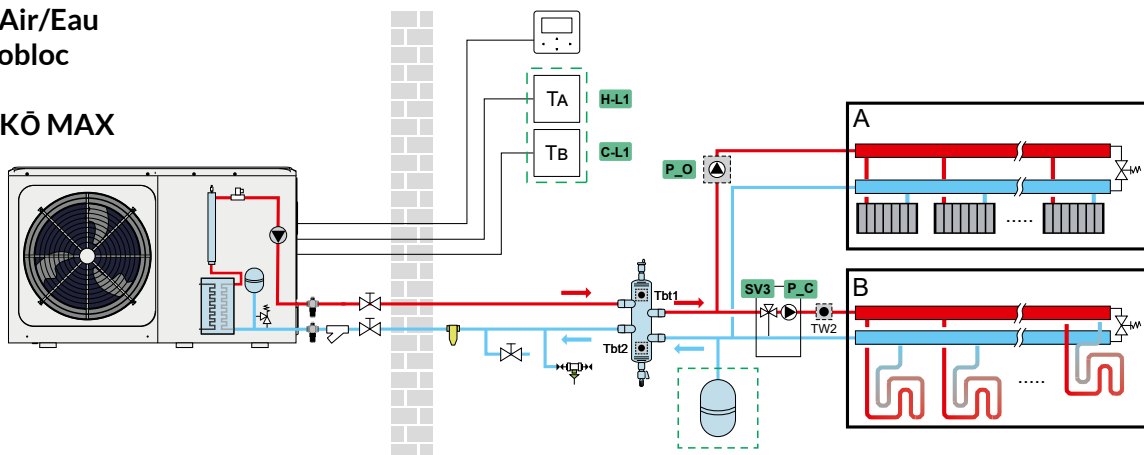 Air/Eau
obloc
KŌ MAX
TA
H-L1
TB
C-L1
P_O
A
Tbt1
SV3
P_C
TW2
Tbt2
B
.....
.....